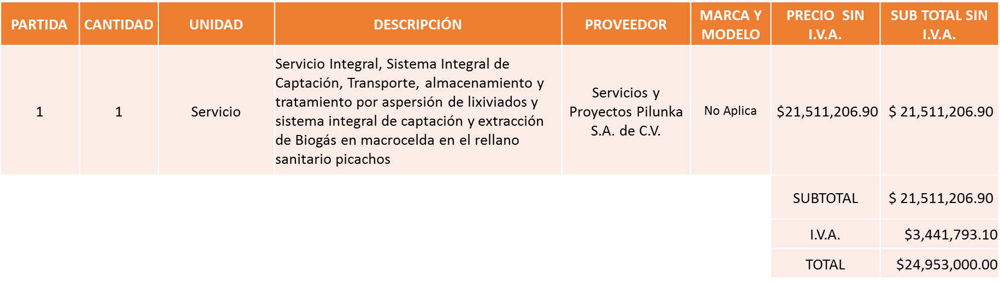 PARTIDA CANTIDAD UNIDAD DESCRIPCIÓN PROVEEDOR MARCA Y MODELO PRECIO SIN I.V.A. SUB TOTAL SIN I.V.A.
1 1 Servicio
Servicio Integral, Sistema Integral de
Captación, Transporte, almacenamiento y
tratamiento por aspersión de lixiviados y
sistema integral de captación y extracción
de Biogás en macrocelda en el rellano
sanitario picachos
Servicios y
Proyectos Pilunka
S.A. de C.V.
No Aplica
$21,511,206.90 $ 21,511,206.90
SUBTOTAL $ 21,511,206.90
I.V.A. $3,441,793.10
TOTAL $24,953,000.00